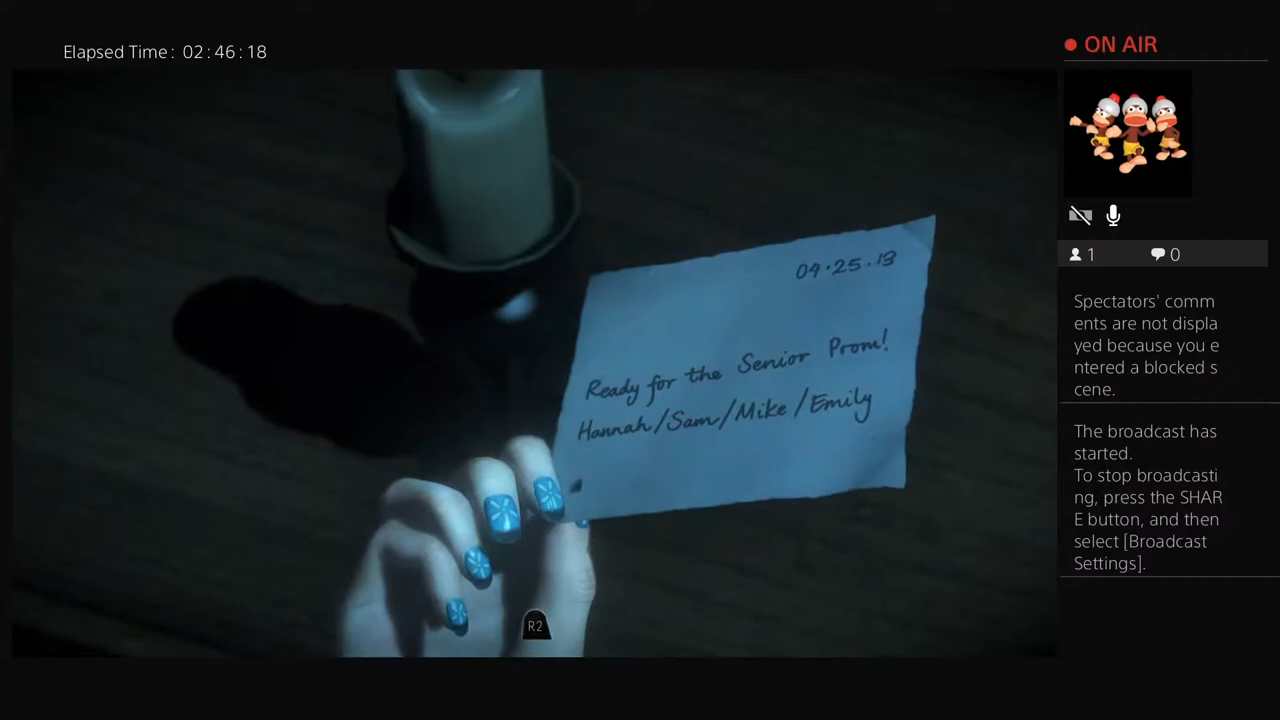 Elapsed Time: 02:46:18
ON AIR
1
0
Spectators' comm
ents are not displa
yed because you e
ntered a blocked s
cene.
The broadcast has
started.
To stop broadcasti
ng, press the SHAR
E button, and then
select [Broadcast
Settings].
04·25·13
Ready for the Senior Prom!
Hannah/Sam/Mike/Emily
R2